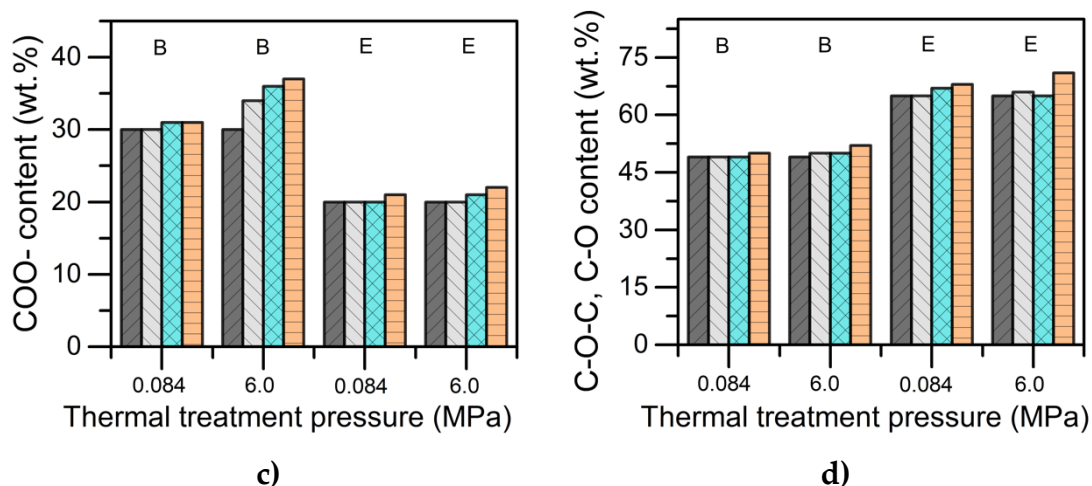 COO- content (wt.%)
40
30
20
10
0
B B E E
0.084 6.0 0.084 6.0
Thermal treatment pressure (MPa)
c)
C-O-C, C-O content (wt.%)
75
60
45
30
15
0
B B E E
0.084 6.0 0.084 6.0
Thermal treatment pressure (MPa)
d)